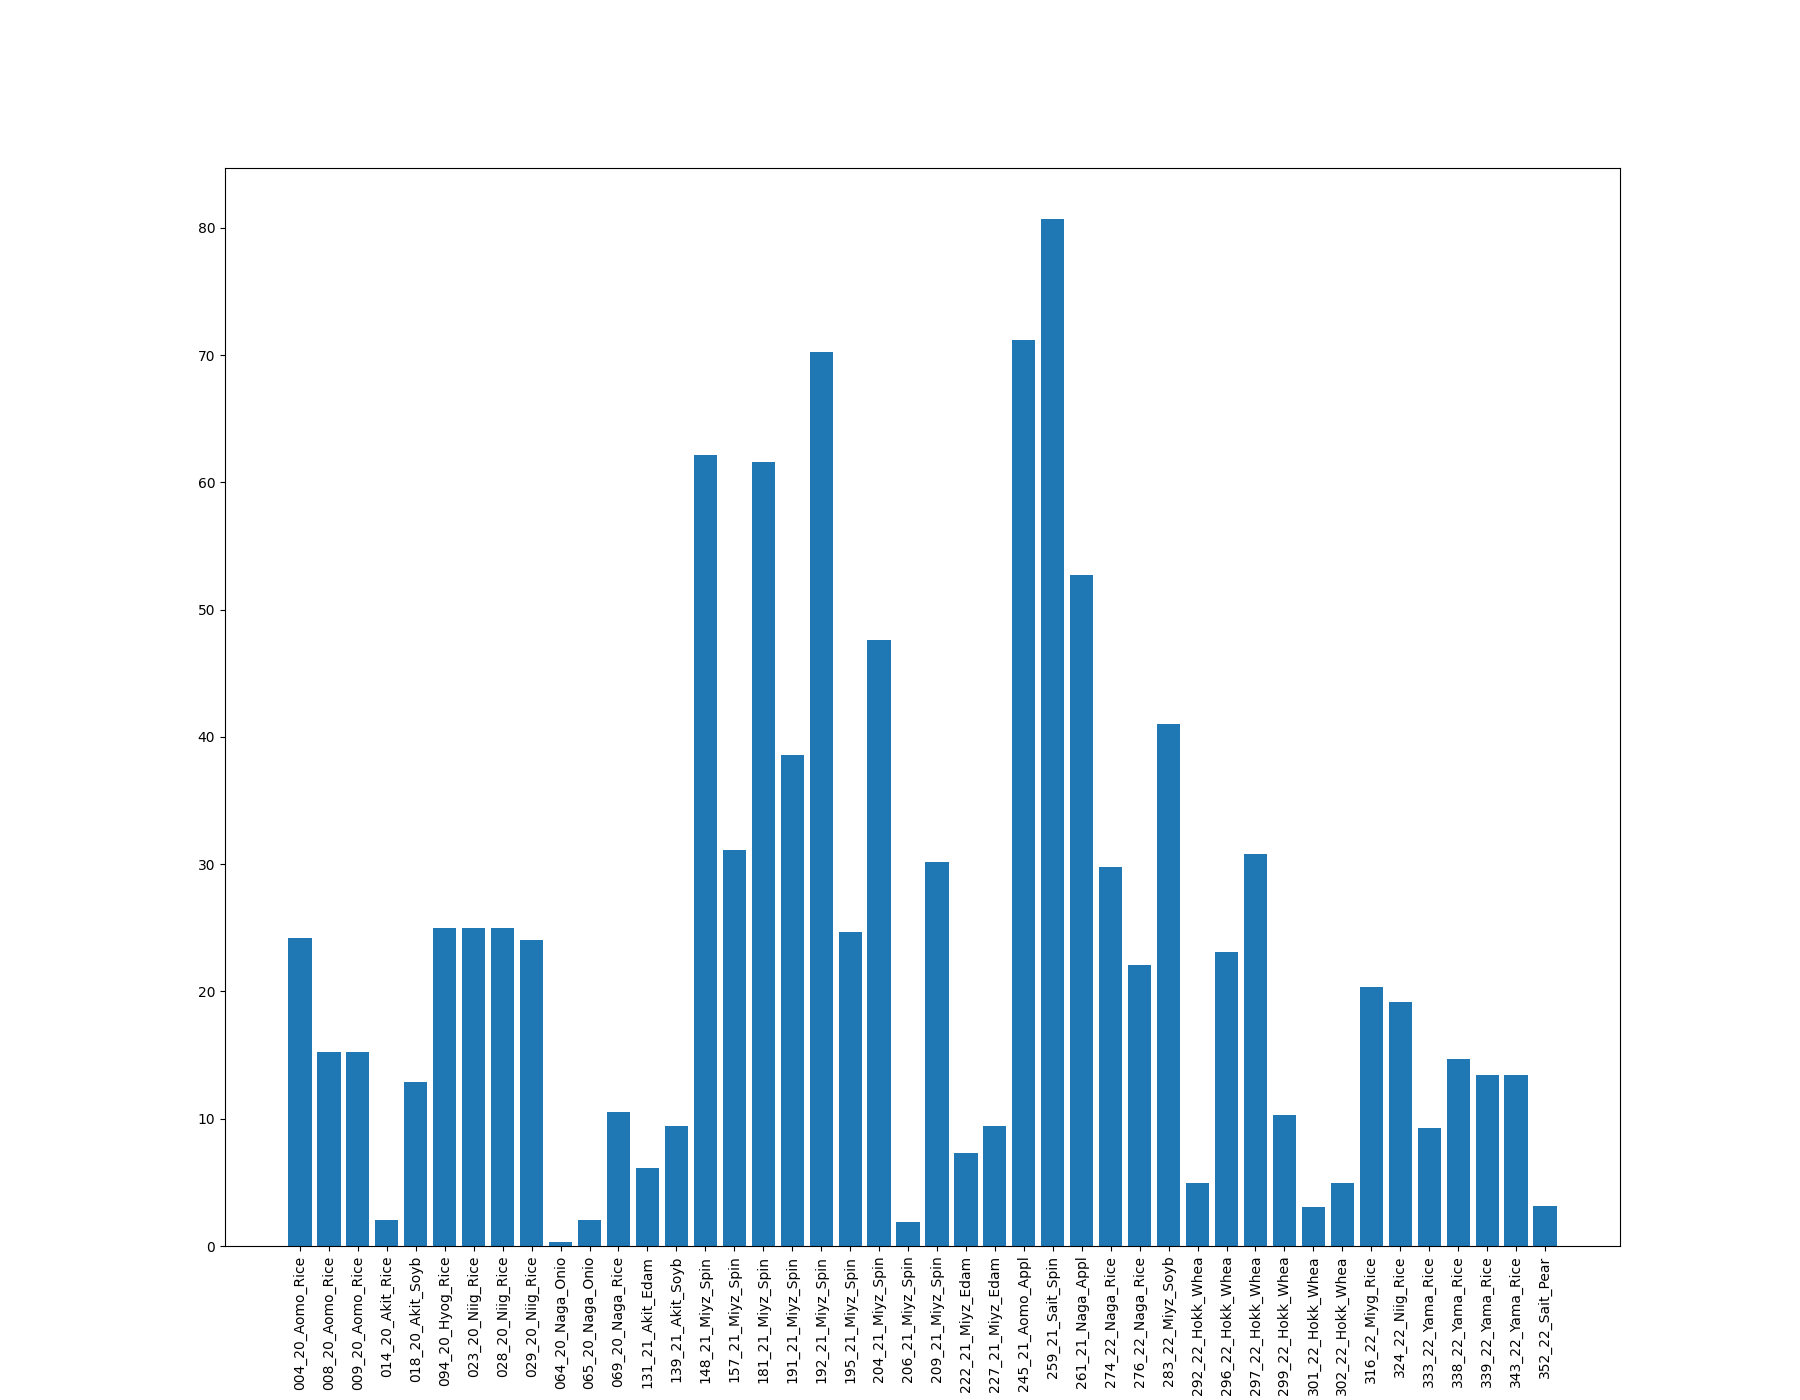 80
70
60
50
40
30
20
10
0
004_20_Aomo_Rice
008_20_Aomo_Rice
009_20_Aomo_Rice
014_20_Akit_Rice
018_20_Akit_Soyb
094_20_Hyog_Rice
023_20_Niig_Rice
028_20_Niig_Rice
029_20_Niig_Rice
064_20_Naga_Onio
065_20_Naga_Onio
069_20_Naga_Rice
131_21_Akit_Edam
139_21_Akit_Soyb
148_21_Miyz_Spin
157_21_Miyz_Spin
181_21_Miyz_Spin
191_21_Miyz_Spin
192_21_Miyz_Spin
195_21_Miyz_Spin
204_21_Miyz_Spin
206_21_Miyz_Spin
209_21_Miyz_Spin
222_21_Miyz_Edam
227_21_Miyz_Edam
245_21_Aomo_Appl
259_21_Sait_Spin
261_21_Naga_Appl
274_22_Naga_Rice
276_22_Naga_Rice
283_22_Miyz_Soyb
292_22_Hokk_Whea
296_22_Hokk_Whea
297_22_Hokk_Whea
299_22_Hokk_Whea
301_22_Hokk_Whea
302_22_Hokk_Whea
316_22_Miyg_Rice
324_22_Niig_Rice
333_22_Yama_Rice
338_22_Yama_Rice
339_22_Yama_Rice
343_22_Yama_Rice
352_22_Sait_Pear